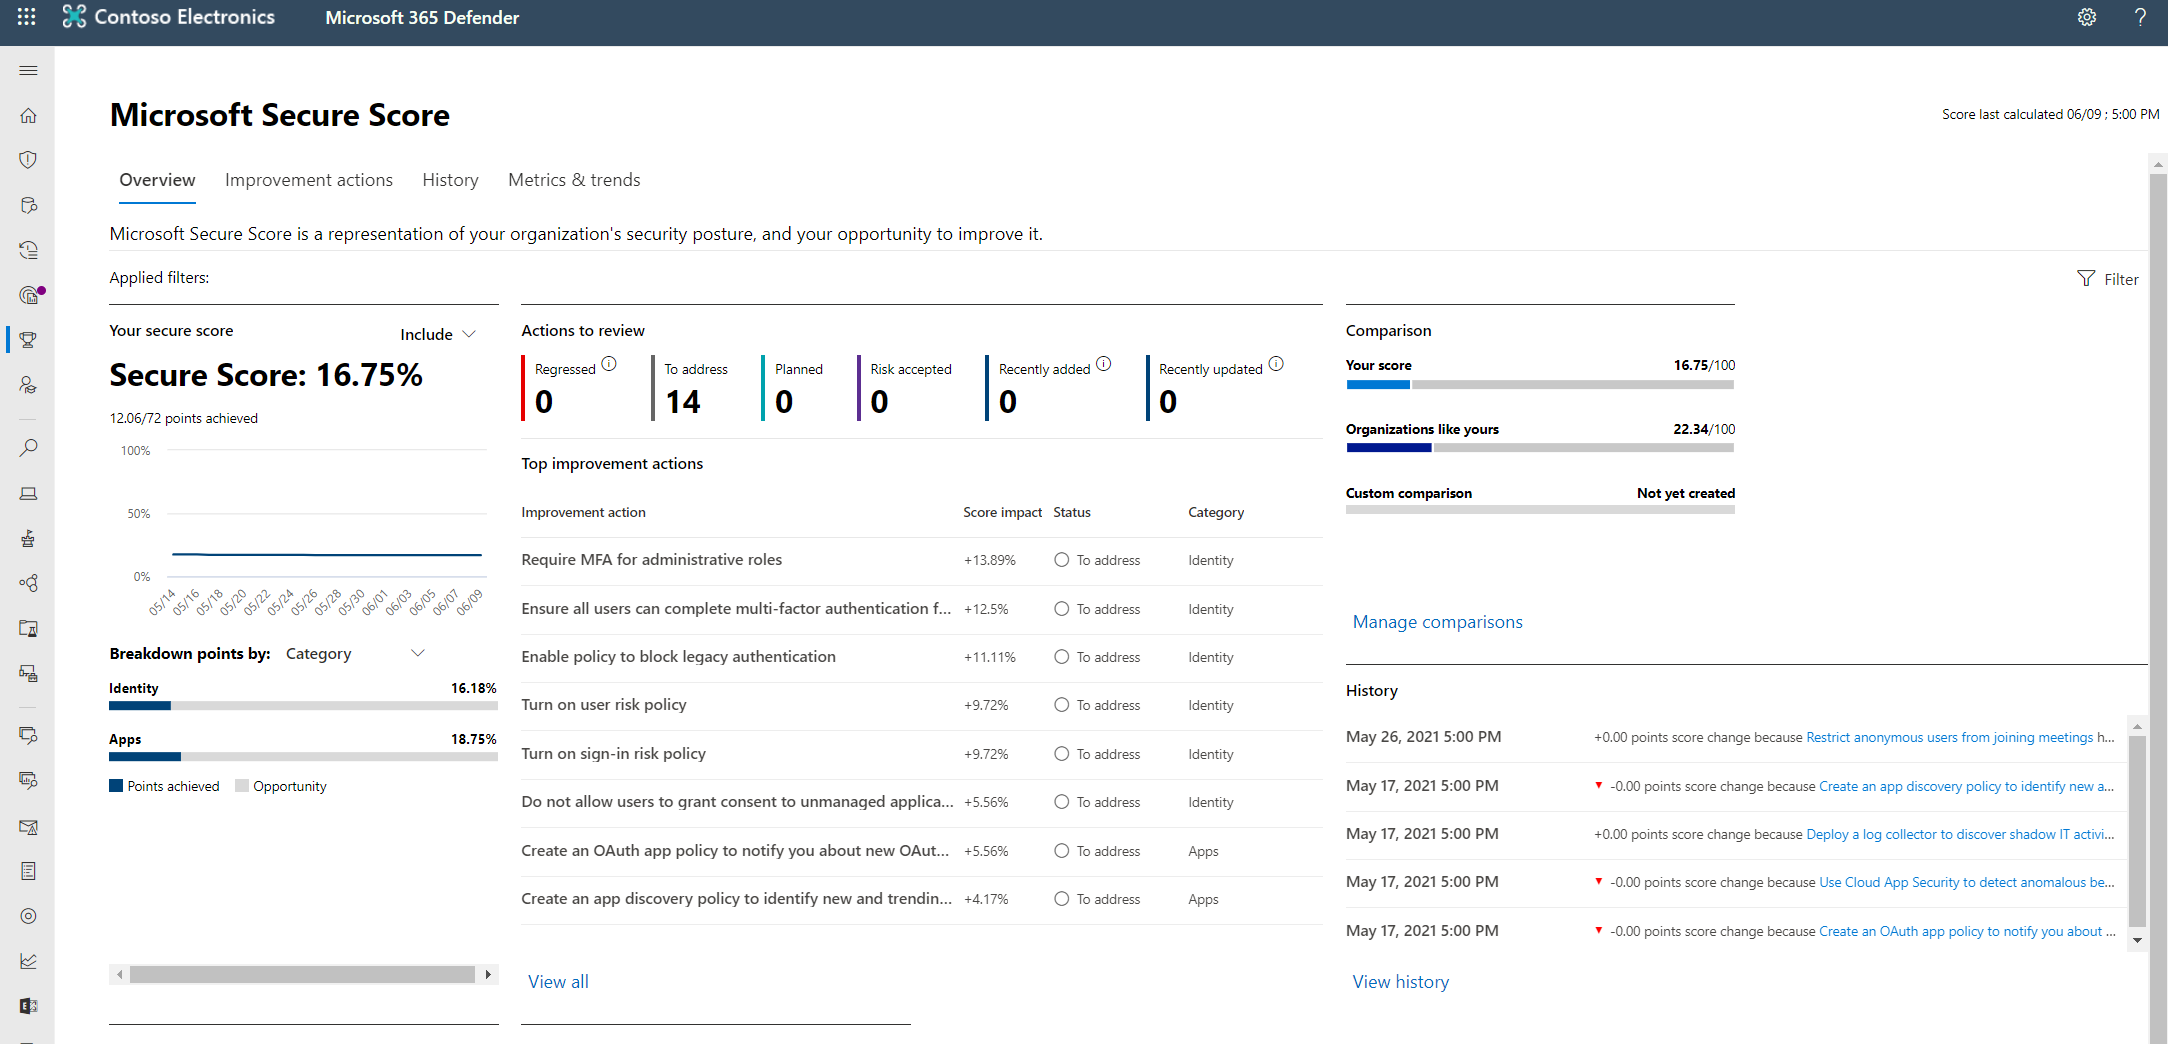 Contoso Electronics
Microsoft 365 Defender
?
Microsoft Secure Score
Score last calculated 06/09 ; 5:00 PM
Overview
Improvement actions
History
Metrics & trends
Microsoft Secure Score is a representation of your organization's security posture, and your opportunity to improve it.
Applied filters:
Filter
Your secure score
Include
Secure Score: 16.75%
12.06/72 points achieved
100%
50%
0%
05/14 05/16 05/18 05/20 05/22 05/24 05/26 05/28 05/30 06/01 06/03 06/05 06/07 06/09
Breakdown points by: Category
Identity 16.18%
Apps 18.75%
Points achieved Opportunity
Actions to review
Regressed
0
To address
14
Planned
0
Risk accepted
0
Recently added
0
Recently updated
0
Top improvement actions
Improvement action Score impact Status Category
Require MFA for administrative roles +13.89% To address Identity
Ensure all users can complete multi-factor authentication f... +12.5% To address Identity
Enable policy to block legacy authentication +11.11% To address Identity
Turn on user risk policy +9.72% To address Identity
Turn on sign-in risk policy +9.72% To address Identity
Do not allow users to grant consent to unmanaged applica... +5.56% To address Identity
Create an OAuth app policy to notify you about new OAut... +5.56% To address Apps
Create an app discovery policy to identify new and trendin... +4.17% To address Apps
View all
Comparison
Your score 16.75/100
Organizations like yours 22.34/100
Custom comparison Not yet created
Manage comparisons
History
May 26, 2021 5:00 PM +0.00 points score change because Restrict anonymous users from joining meetings h...
May 17, 2021 5:00 PM -0.00 points score change because Create an app discovery policy to identify new a...
May 17, 2021 5:00 PM +0.00 points score change because Deploy a log collector to discover shadow IT activi...
May 17, 2021 5:00 PM -0.00 points score change because Use Cloud App Security to detect anomalous be...
May 17, 2021 5:00 PM -0.00 points score change because Create an OAuth app policy to notify you about ...
View history